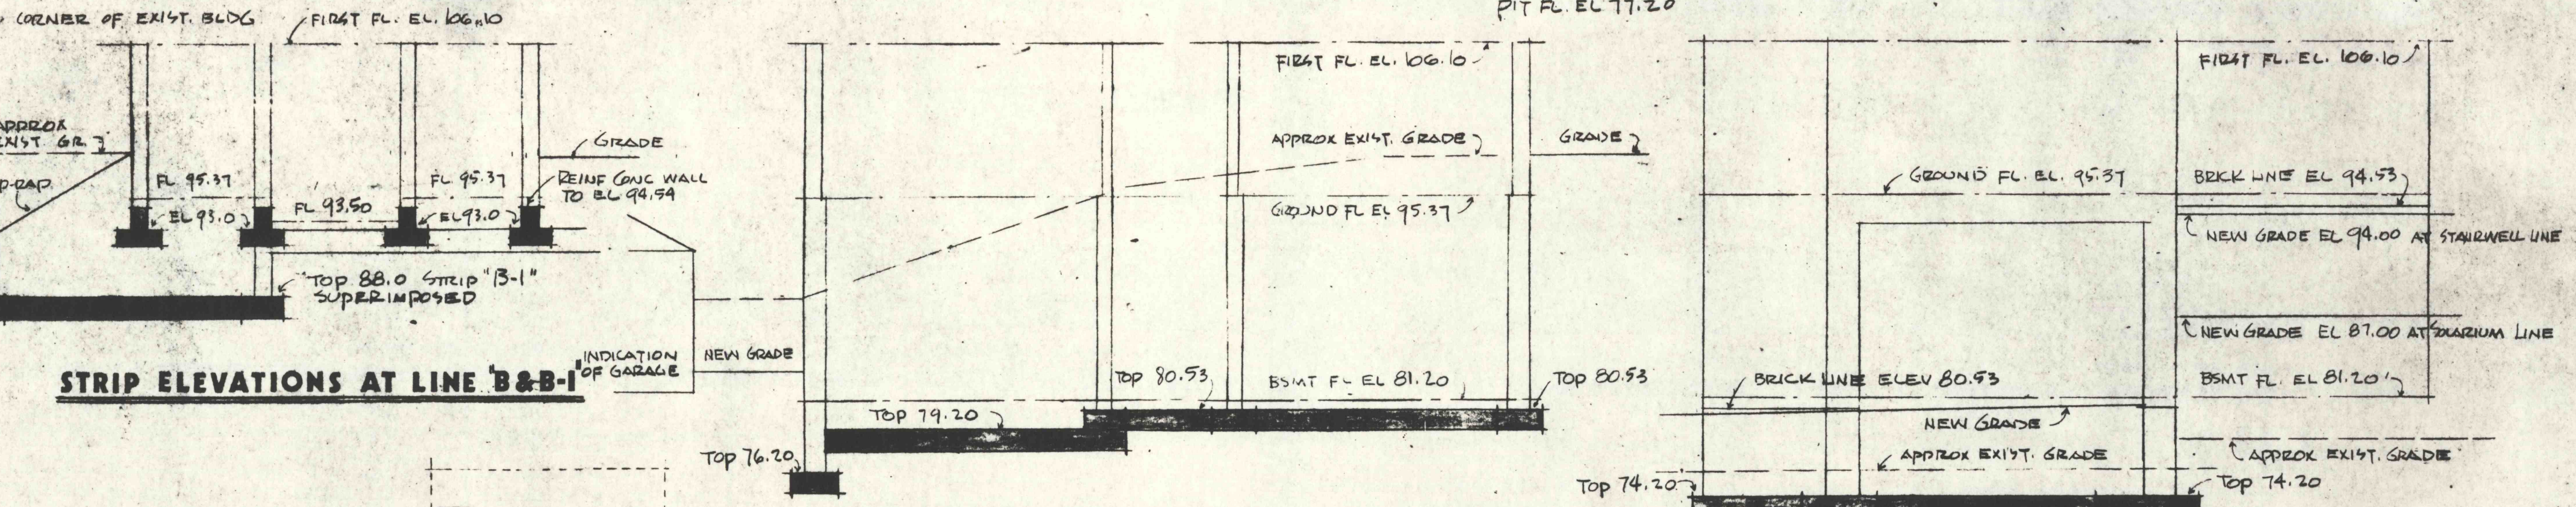 CORNER OF EXIST. BLDG
FIRST FL. EL. 106.10
APPROX
EXIST. GR.
P-RAP
FL 95.37
EL 93.0
FL 93.50
FL 95.37
EL 93.0
GRADE
REINF CONC WALL
TO EL 94.54
TOP 88.0 STRIP "B-1"
SUPERIMPOSED
STRIP ELEVATIONS AT LINE "B&B-1"
INDICATION
OF GARAGE
NEW GRADE
PIT FL. EL 77.20
FIRST FL. EL. 106.10
APPROX EXIST. GRADE
GRADE
GROUND FL EL 95.37
TOP 80.53
BSMT FL EL 81.20
TOP 80.53
TOP 79.20
TOP 76.20
FIRST FL. EL. 106.10
GROUND FL. EL. 95.37
BRICK LINE EL 94.53
NEW GRADE EL 94.00 AT STAIRWELL LINE
NEW GRADE EL 87.00 AT SOLARIUM LINE
BRICK LINE ELEV 80.53
BSMT FL. EL 81.20
NEW GRADE
APPROX EXIST. GRADE
APPROX EXIST. GRADE
TOP 74.20
TOP 74.20